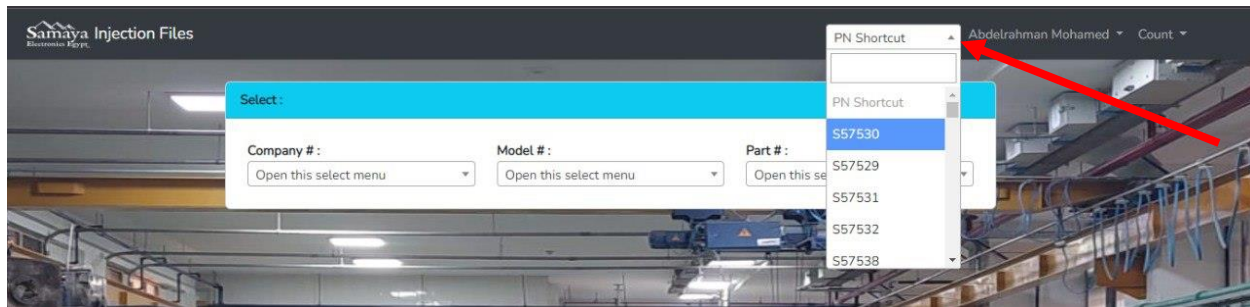 Samaya Injection Files
Electronics Egypt
PN Shortcut
Abdelrahman Mohamed
Count
Select :
PN Shortcut
S57530
Company # :
Model # :
Part # :
Open this select menu
Open this select menu
Open this se
S57529
S57531
S57532
S57538